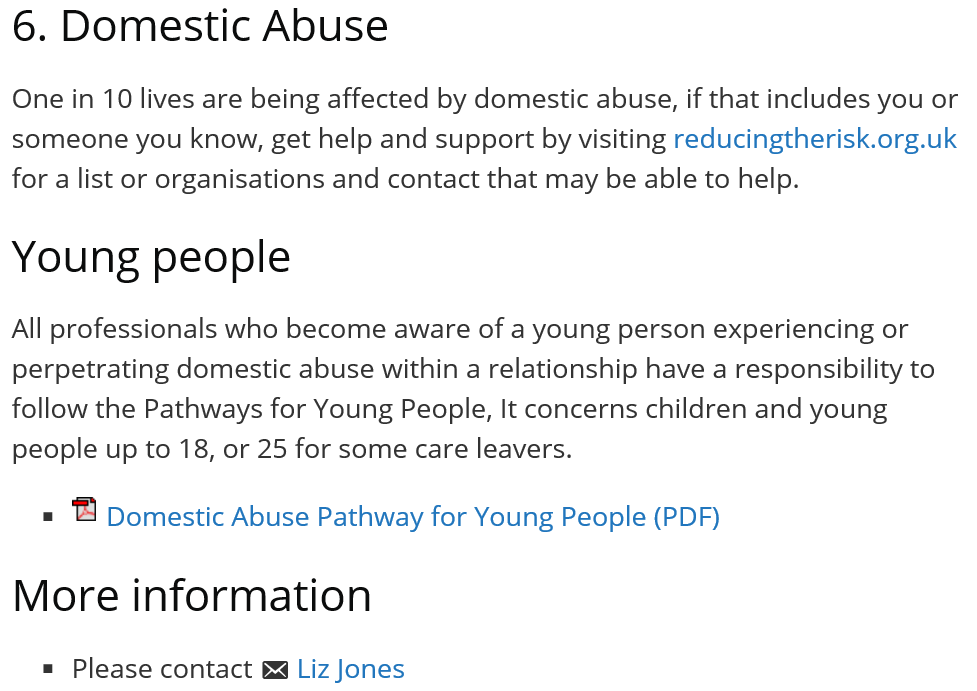 6. Domestic Abuse
One in 10 lives are being affected by domestic abuse, if that includes you or
someone you know, get help and support by visiting reducingtherisk.org.uk
for a list or organisations and contact that may be able to help.
Young people
All professionals who become aware of a young person experiencing or
perpetrating domestic abuse within a relationship have a responsibility to
follow the Pathways for Young People, It concerns children and young
people up to 18, or 25 for some care leavers.
Domestic Abuse Pathway for Young People (PDF)
More information
Please contact Liz Jones